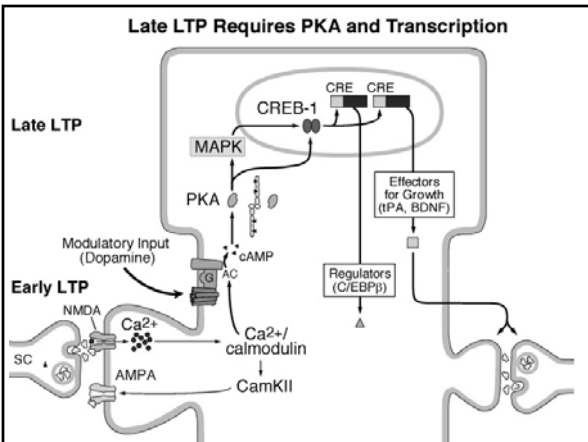 Late LTP Requires PKA and Transcription
CRE
CRE
CREB-1
Late LTP
MAPK
Effectors
for Growth
(tPA, BDNF)
PKA
Modulatory Input
(Dopamine)
cAMP
G
AC
Regulators
(C/EBPβ)
Early LTP
NMDA
Ca2+
Ca2+/
calmodulin
SC
AMPA
CamKII